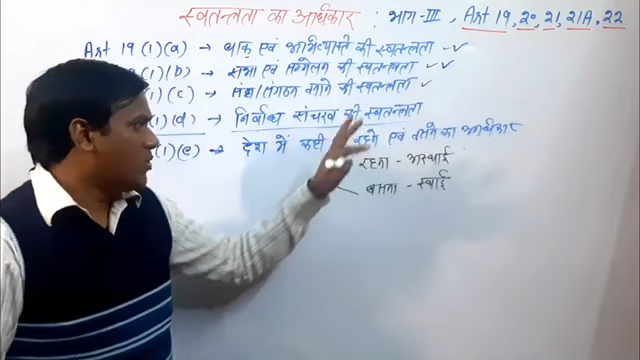 स्वतन्त्रता का अधिकार : भाग-III , Art 19, 20, 21, 21A, 22
Art 19 (1) (a) → वाक् एवं अभिव्यक्ति की स्वतन्त्रता
(1) (b) → सभा एवं सम्मेलन की स्वतन्त्रता
(1) (c) → संघ/संगठन बनाने की स्वतन्त्रता
(1) (d) → निर्बाध संचरण की स्वतन्त्रता
(1) (e) → देश में कही रहने एवं बसने का अधिकार
रहना - अस्थाई
बसना - स्थाई